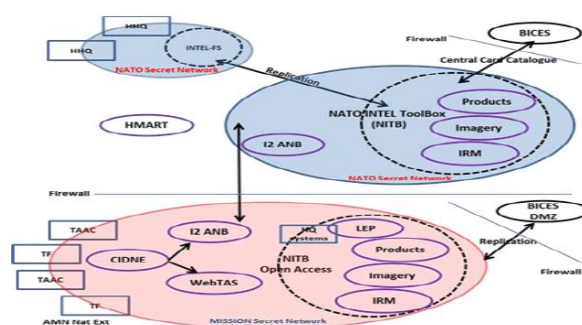 HHQ
HHQ
INTEL-FS
NATO Secret Network
Replication
Firewall
BICES
Central Card Catalogue
NATO INTEL ToolBox
(NITB)
Products
Imagery
IRM
HMART
I2 ANB
NATO Secret Network
Firewall
BICES
DMZ
Replication
Firewall
TAAC
TF
TAAC
TF
AMN Nat Ext
CIDNE
I2 ANB
WebTAS
HQ
systems
LEP
NITB
Open Access
Products
Imagery
IRM
MISSION Secret Network